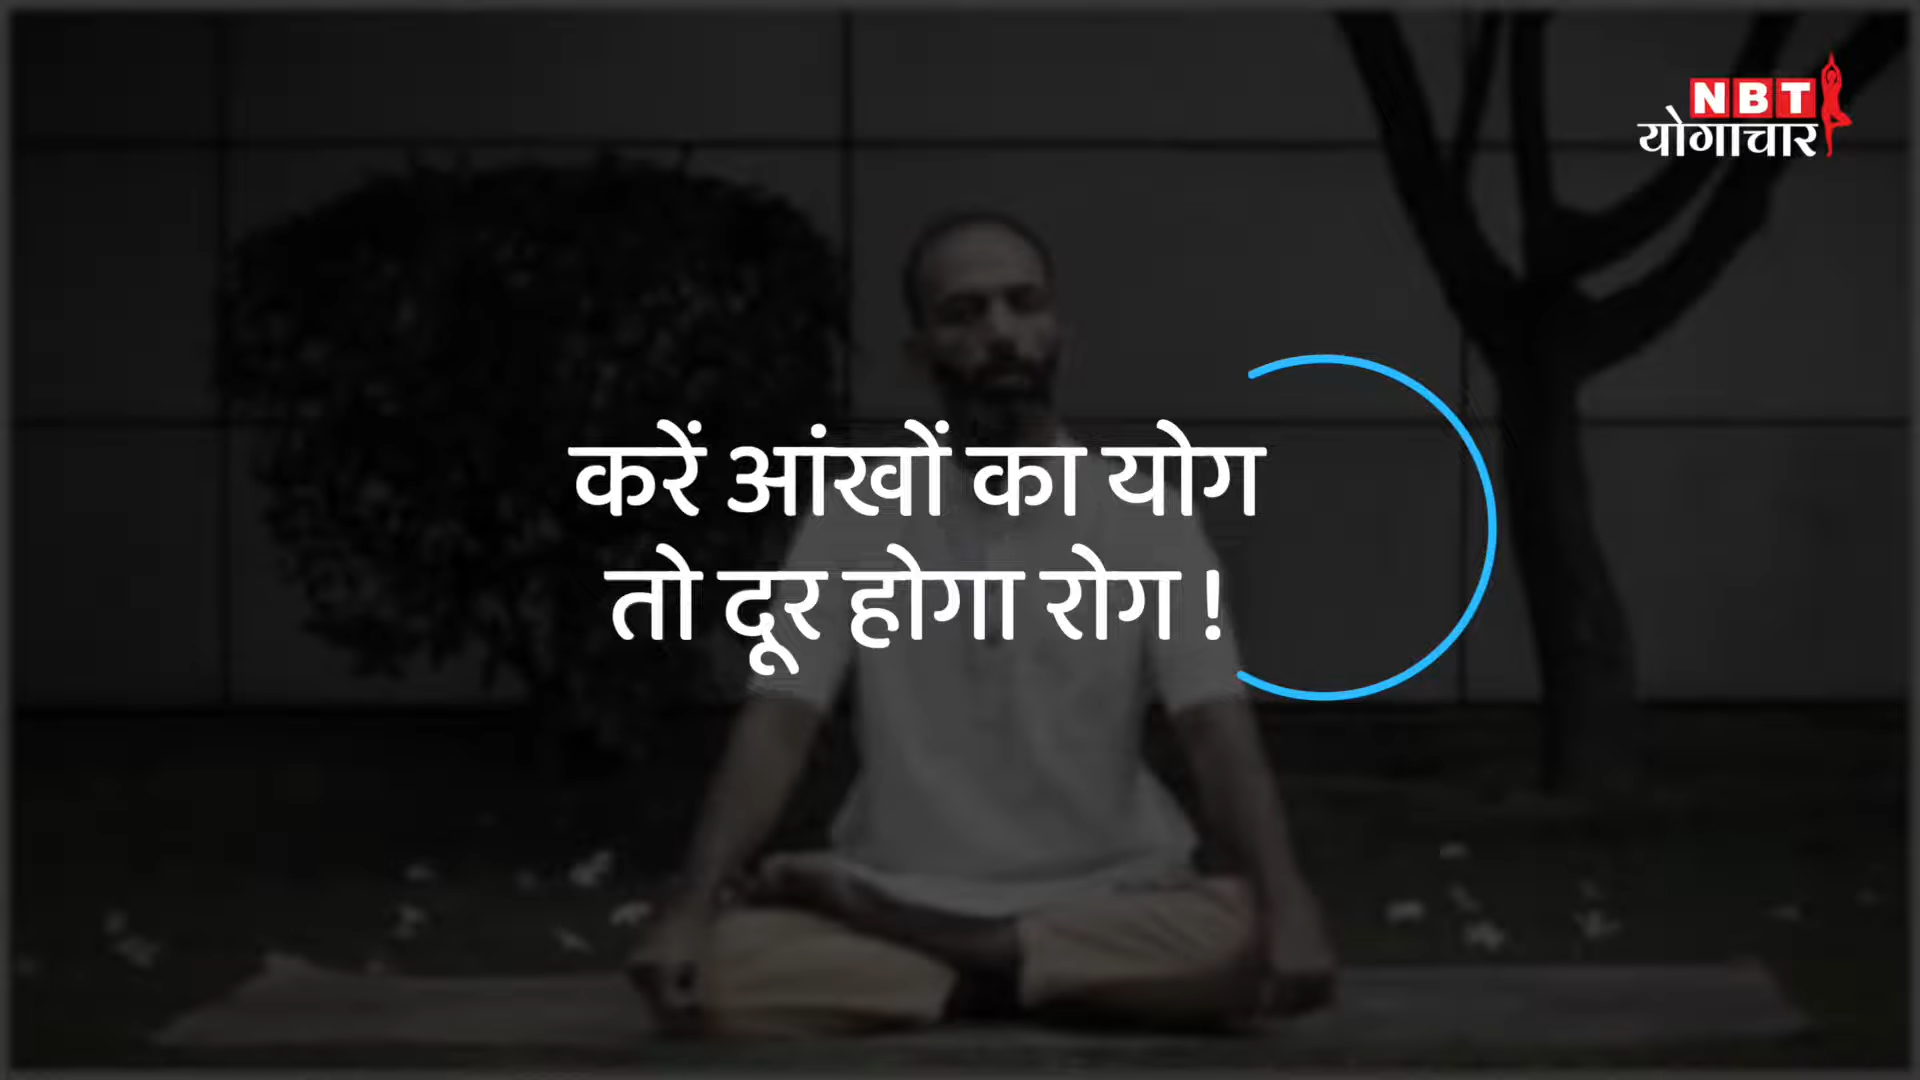 NBT
योगाचार
करें आंखों का योग
तो दूर होगा रोग !